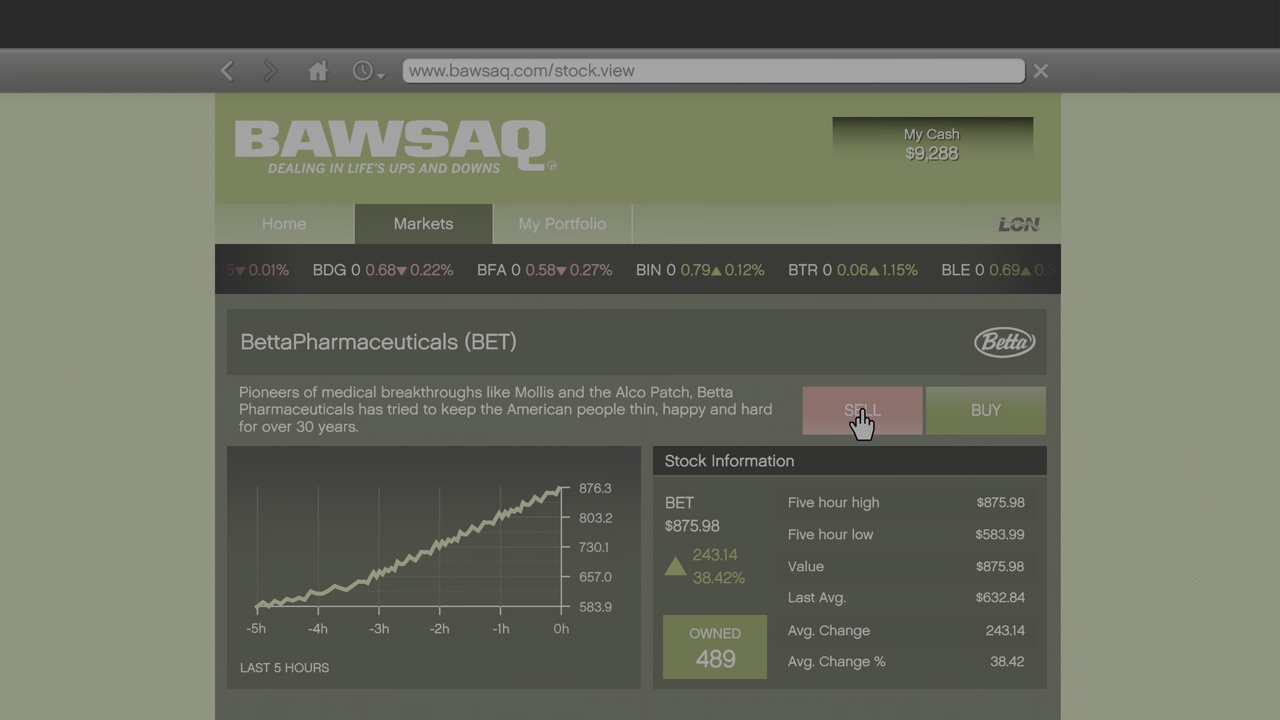 www.bawsaq.com/stock.view
BAWSAQ
DEALING IN LIFE'S UPS AND DOWNS
My Cash
$9,288
Home Markets My Portfolio LCN
0.01% BDG 0 0.68▼0.22% BFA 0 0.58▼0.27% BIN 0 0.79▲0.12% BTR 0 0.06▲1.15% BLE 0 0.69▲
BettaPharmaceuticals (BET) Betta
Pioneers of medical breakthroughs like Mollis and the Alco Patch, Betta
Pharmaceuticals has tried to keep the American people thin, happy and hard
for over 30 years.
SELL BUY
876.3
803.2
730.1
657.0
583.9
-5h -4h -3h -2h -1h 0h
LAST 5 HOURS
Stock Information
BET
$875.98
243.14
38.42%
OWNED
489
Five hour high $875.98
Five hour low $583.99
Value $875.98
Last Avg. $632.84
Avg. Change 243.14
Avg. Change % 38.42